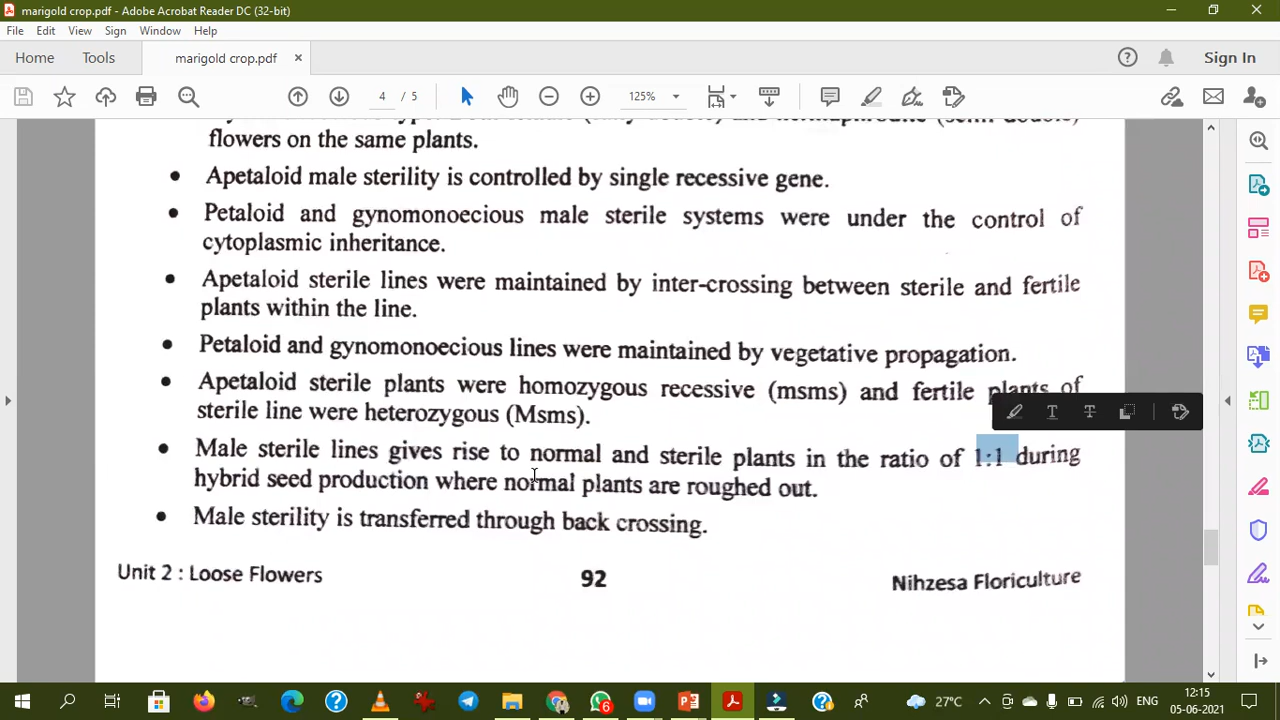 marigold crop.pdf - Adobe Acrobat Reader DC (32-bit)
File Edit View Sign Window Help
Home Tools marigold crop.pdf × Sign In
4 / 5 125%
flowers on the same plants.
• Apetaloid male sterility is controlled by single recessive gene.
• Petaloid and gynomonoecious male sterile systems were under the control of
cytoplasmic inheritance.
• Apetaloid sterile lines were maintained by inter-crossing between sterile and fertile
plants within the line.
• Petaloid and gynomonoecious lines were maintained by vegetative propagation.
• Apetaloid sterile plants were homozygous recessive (msms) and fertile plants of
sterile line were heterozygous (Msms).
• Male sterile lines gives rise to normal and sterile plants in the ratio of 1:1 during
hybrid seed production where normal plants are roughed out.
• Male sterility is transferred through back crossing.
Unit 2 : Loose Flowers 92 Nihzesa Floriculture
6 27°C 12:15
05-06-2021